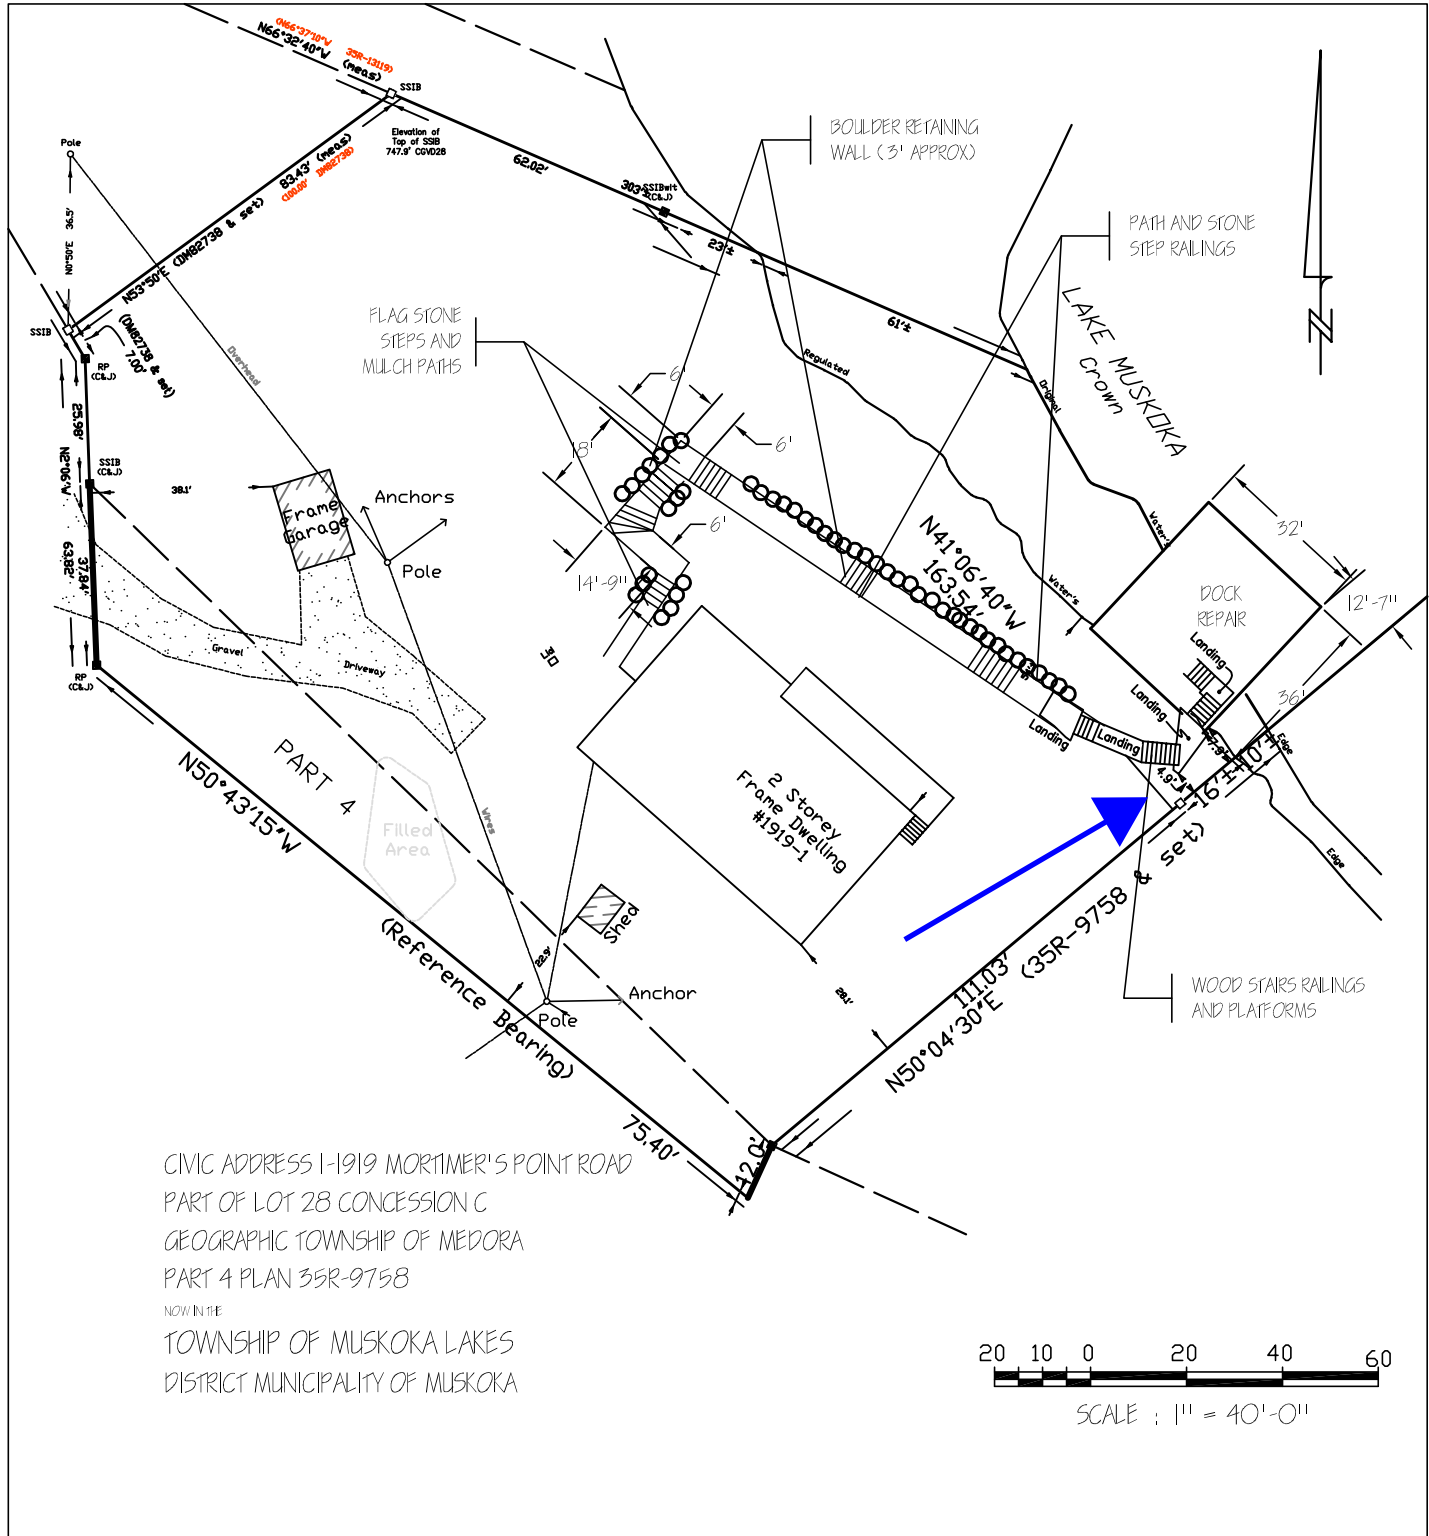 (N66°37'10"W 35R-13119)
N66°32'40"W (meas)
SSIB
Elevation of
Top of SSIB
747.9' CGVD28
Pole
N0°50'E 36.5'
83.43' (meas)
(100.00' DM82738)
N53°50'E (DM82738 & set)
62.02'
SSIBwit
(C&J)
23'±
61'±
BOULDER RETAINING
WALL (3' APPROX)
PATH AND STONE
STEP RAILINGS
LAKE MUSKOKA
Crown
FLAG STONE
STEPS AND
MULCH PATHS
SSIB
(DM82738 & set)
7.00'
RP
(C&J)
25.98'
N2°06'W
63.82'
37.84'
SSIB
(C&J)
38.1'
RP
(C&J)
Overhead
Wires
Frame
Garage
Anchors
Pole
Gravel
Driveway
6'
18'
6'
6'
14'-9"
30
Regulated
Water's
Original
Water's
N41°06'40"W
163.54'
32'
12'-7"
36'
DOCK
REPAIR
Landing
Landing
Landing
Landing
7.9'
4.9'
16'±
10'±
Edge
Edge
PART 4
Filled
Area
2 Storey
Frame Dwelling
#1919-1
Shed
22.9'
28.1'
Anchor
Pole
N50°43'15"W
(Reference Bearing)
75.40'
12.0'
111.03'
N50°04'30"E (35R-9758 & set)
WOOD STAIRS RAILINGS
AND PLATFORMS
CIVIC ADDRESS 1-1919 MORTIMER'S POINT ROAD
PART OF LOT 28 CONCESSION C
GEOGRAPHIC TOWNSHIP OF MEDORA
PART 4 PLAN 35R-9758
NOW IN THE
TOWNSHIP OF MUSKOKA LAKES
DISTRICT MUNICIPALITY OF MUSKOKA
20 10 0 20 40 60
SCALE : 1" = 40'-0"